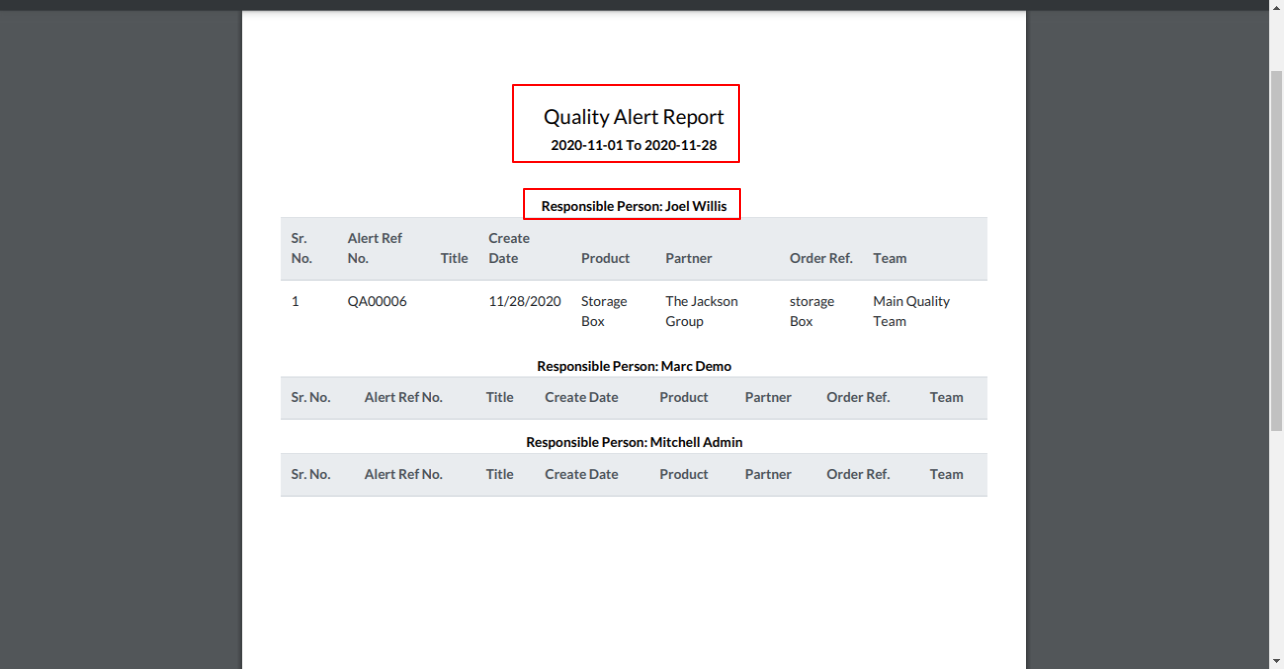 Quality Alert Report
2020-11-01 To 2020-11-28
Responsible Person: Joel Willis
Sr. No. Alert Ref No. Title Create Date Product Partner Order Ref. Team
1 QA00006 11/28/2020 Storage Box The Jackson Group storage Box Main Quality Team
Responsible Person: Marc Demo
Sr. No. Alert Ref No. Title Create Date Product Partner Order Ref. Team
Responsible Person: Mitchell Admin
Sr. No. Alert Ref No. Title Create Date Product Partner Order Ref. Team